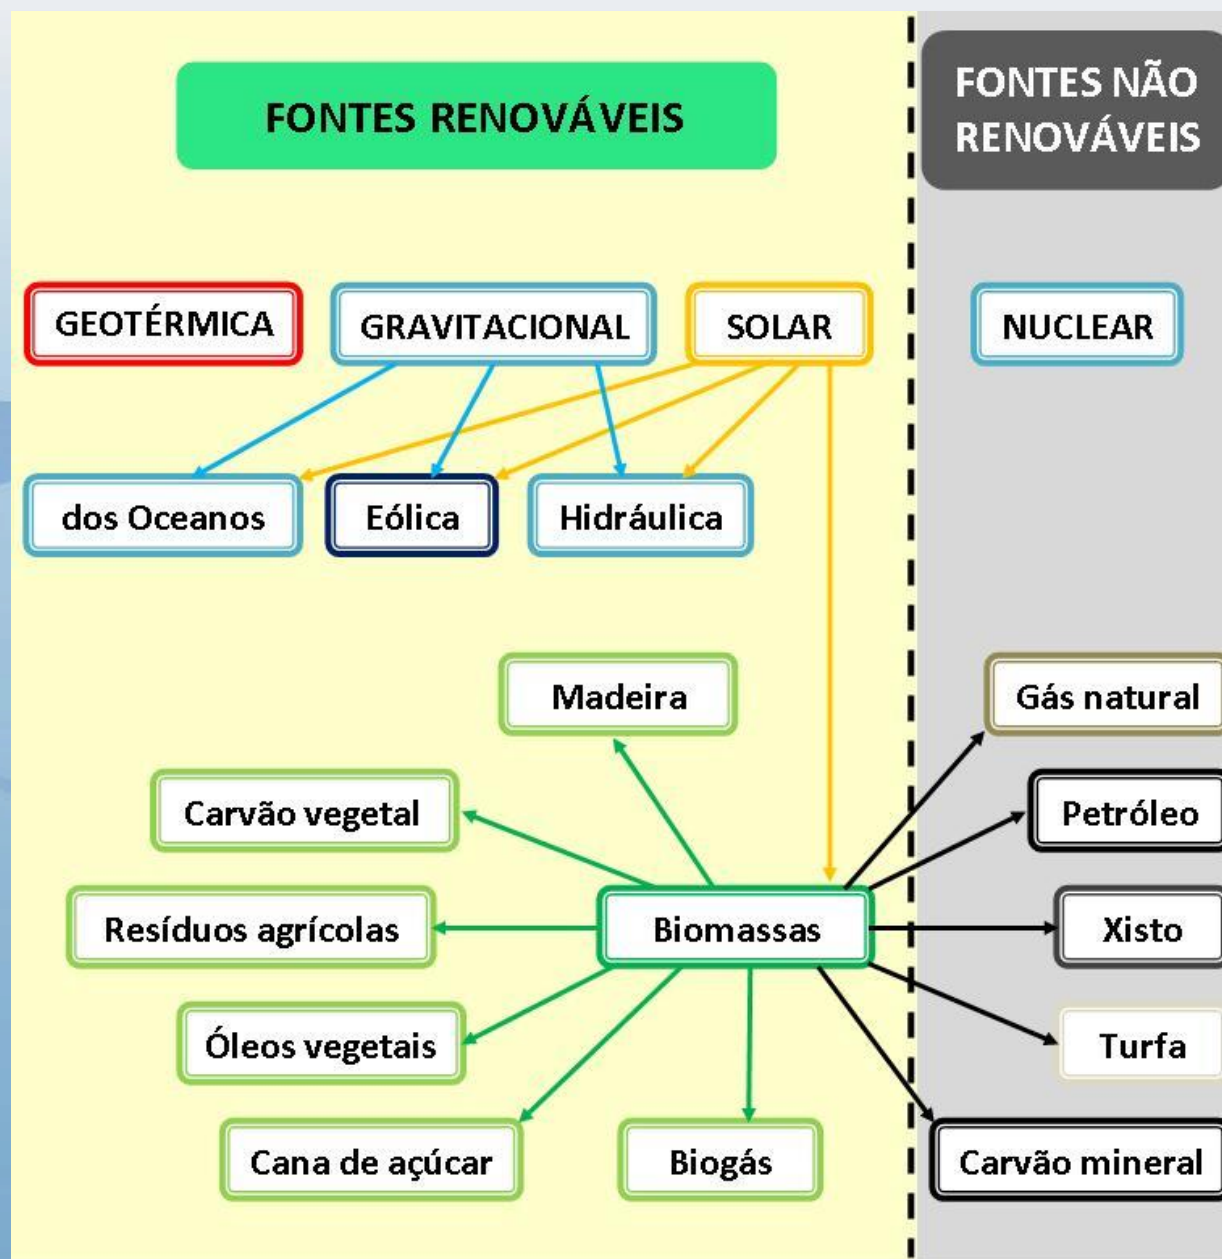 FONTES RENOVÁVEIS
FONTES NÃO
RENOVÁVEIS
GEOTÉRMICA
GRAVITACIONAL
SOLAR
NUCLEAR
dos Oceanos
Eólica
Hidráulica
Madeira
Gás natural
Carvão vegetal
Petróleo
Resíduos agrícolas
Biomassas
Xisto
Óleos vegetais
Turfa
Cana de açúcar
Biogás
Carvão mineral